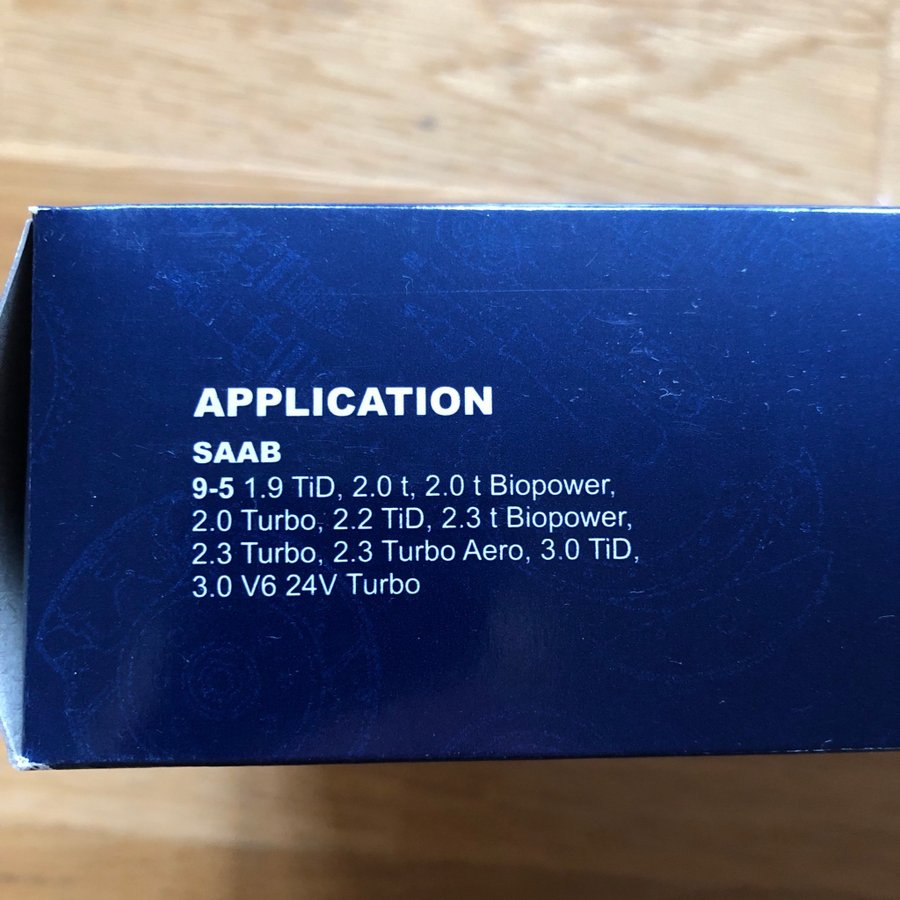 APPLICATION
SAAB
9-5 1.9 TiD, 2.0 t, 2.0 t Biopower,
2.0 Turbo, 2.2 TiD, 2.3 t Biopower,
2.3 Turbo, 2.3 Turbo Aero, 3.0 TiD,
3.0 V6 24V Turbo